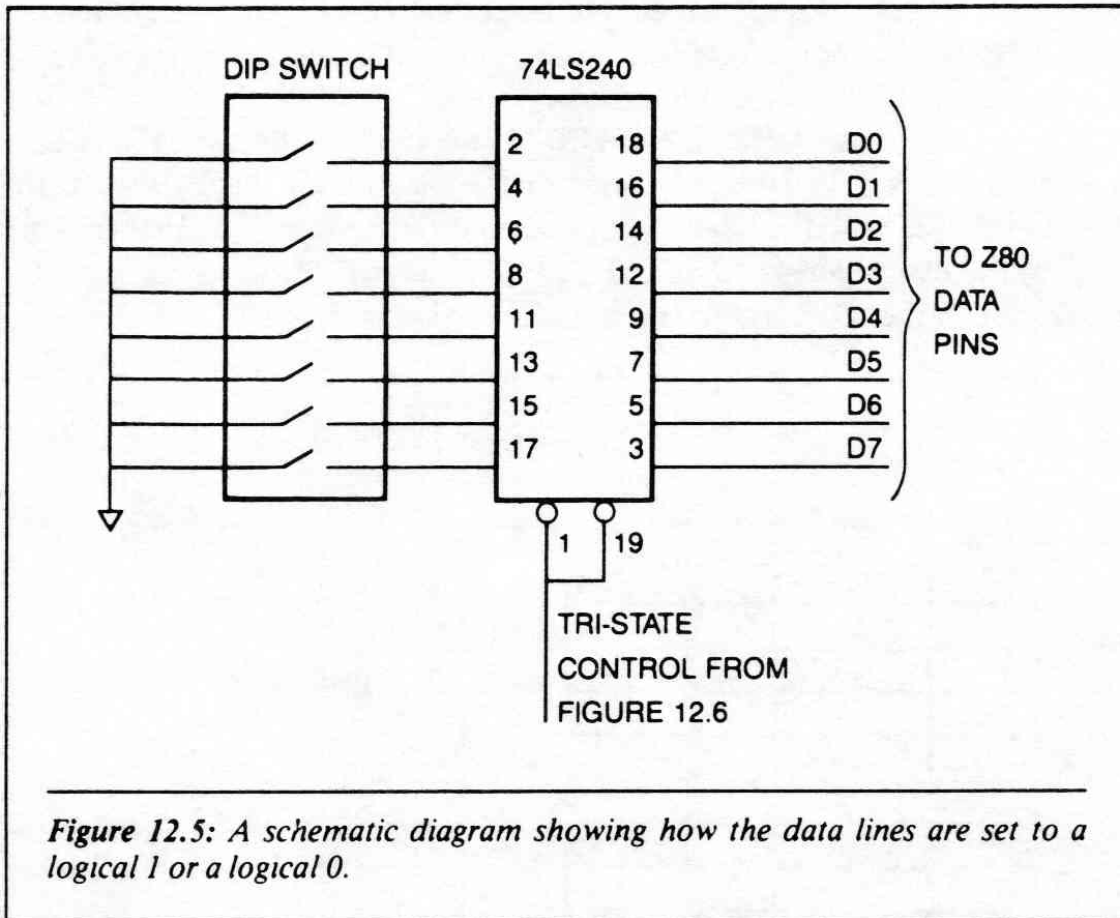 DIP SWITCH 74LS240
2 18 D0
4 16 D1
6 14 D2
8 12 D3
11 9 D4
13 7 D5
15 5 D6
17 3 D7
TO Z80
DATA
PINS
1 19
TRI-STATE
CONTROL FROM
FIGURE 12.6
Figure 12.5: A schematic diagram showing how the data lines are set to a
logical 1 or a logical 0.